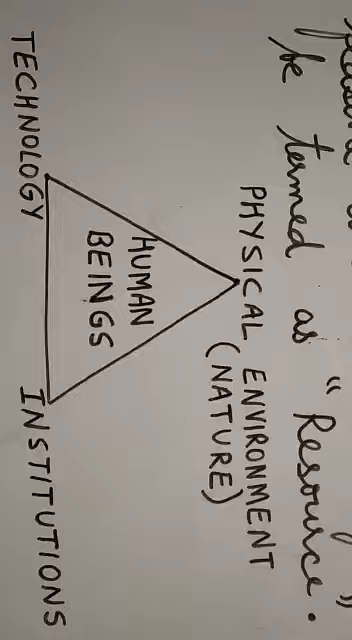 be termed as "Resource".
PHYSICAL ENVIRONMENT
(NATURE)
HUMAN
BEINGS
TECHNOLOGY INSTITUTIONS